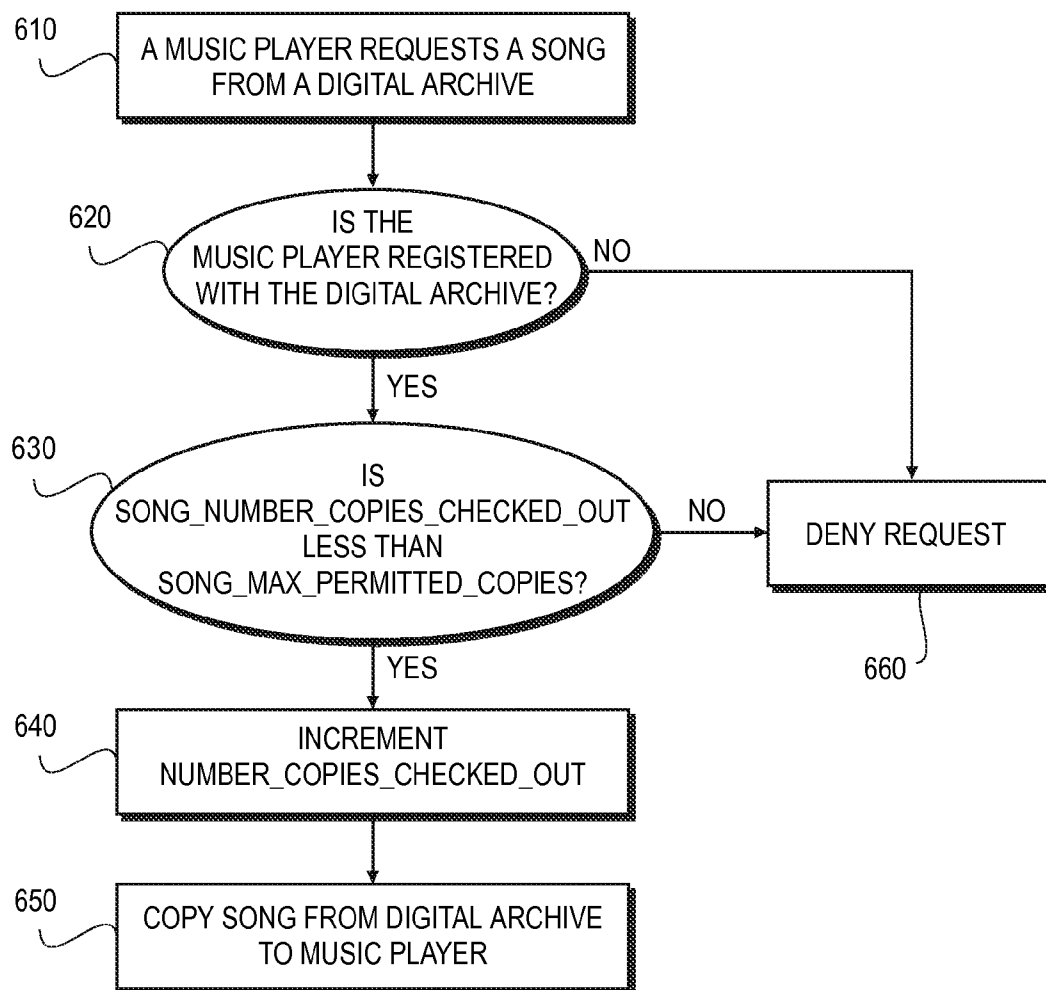 610
A MUSIC PLAYER REQUESTS A SONG
FROM A DIGITAL ARCHIVE
620
IS THE
MUSIC PLAYER REGISTERED
WITH THE DIGITAL ARCHIVE?
NO
YES
630
IS
SONG_NUMBER_COPIES_CHECKED_OUT
LESS THAN
SONG_MAX_PERMITTED_COPIES?
NO
DENY REQUEST
660
YES
640
INCREMENT
NUMBER_COPIES_CHECKED_OUT
650
COPY SONG FROM DIGITAL ARCHIVE
TO MUSIC PLAYER